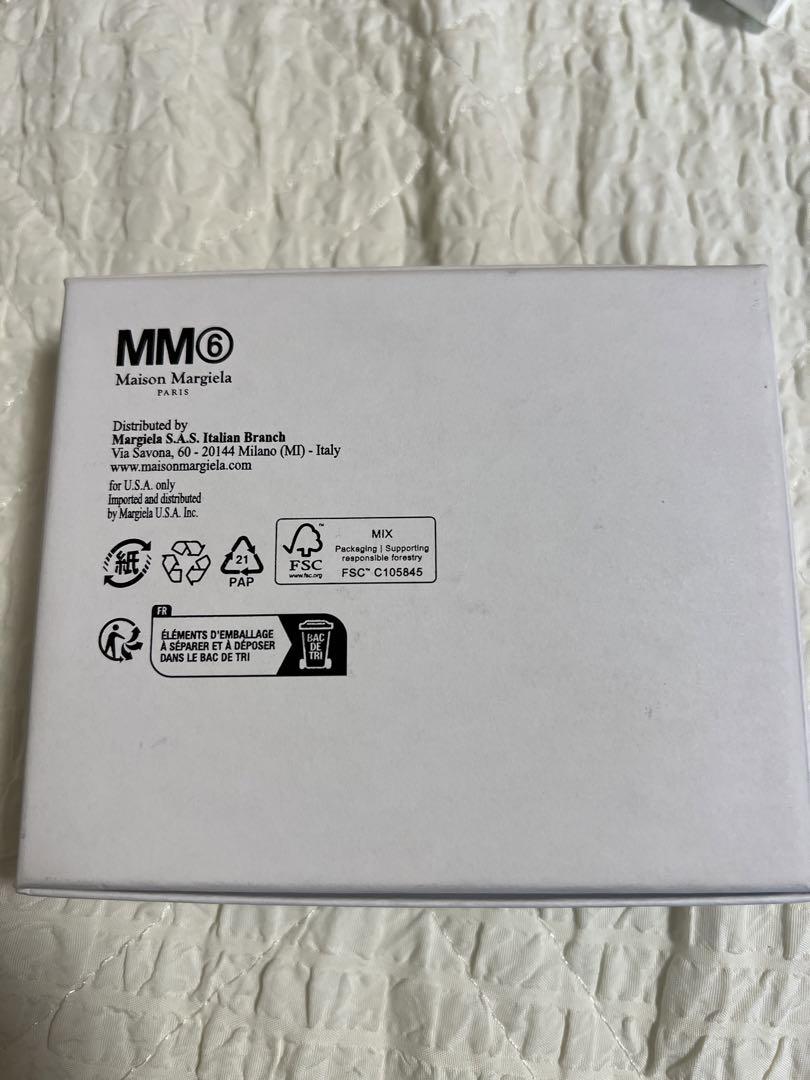 MM⑥
Maison Margiela
PARIS
Distributed by
Margiela S.A.S. Italian Branch
Via Savona, 60 - 20144 Milano (MI) - Italy
www.maisonmargiela.com
for U.S.A. only
Imported and distributed
by Margiela U.S.A. Inc.
紙
21
PAP
FSC™
www.fsc.org
MIX
Packaging | Supporting
responsible forestry
FSC™ C105845
FR
ÉLÉMENTS D'EMBALLAGE
À SÉPARER ET À DÉPOSER
DANS LE BAC DE TRI
BAC
DE
TRI